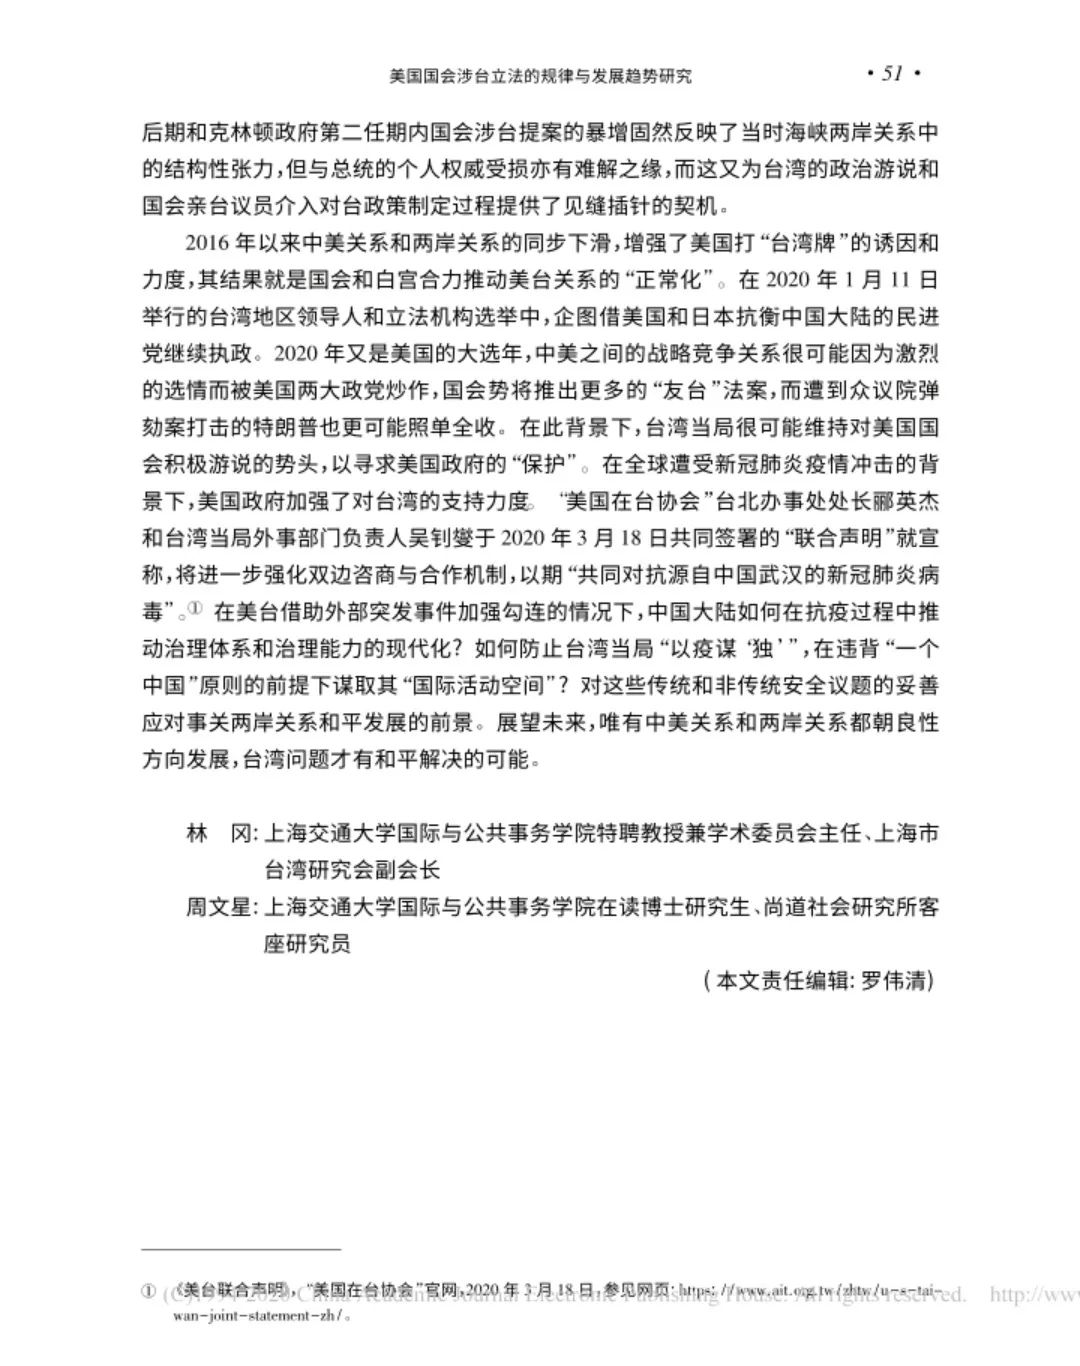 美国国会涉台立法的规律与发展趋势研究 · 51 ·
后期和克林顿政府第二任期内国会涉台提案的暴增固然反映了当时海峡两岸关系中
的结构性张力,但与总统的个人权威受损亦有难解之缘,而这又为台湾的政治游说和
国会亲台议员介入对台政策制定过程提供了见缝插针的契机。
2016 年以来中美关系和两岸关系的同步下滑,增强了美国打“台湾牌”的诱因和
力度,其结果就是国会和白宫合力推动美台关系的“正常化”。在 2020 年 1 月 11 日
举行的台湾地区领导人和立法机构选举中,企图借美国和日本抗衡中国大陆的民进
党继续执政。2020 年又是美国的大选年,中美之间的战略竞争关系很可能因为激烈
的选情而被美国两大政党炒作,国会势将推出更多的“友台”法案,而遭到众议院弹
劾案打击的特朗普也更可能照单全收。在此背景下,台湾当局很可能维持对美国国
会积极游说的势头,以寻求美国政府的“保护”。在全球遭受新冠肺炎疫情冲击的背
景下,美国政府加强了对台湾的支持力度。“美国在台协会”台北办事处处长郦英杰
和台湾当局外事部门负责人吴钊燮于 2020 年 3 月 18 日共同签署的“联合声明”就宣
称,将进一步强化双边咨商与合作机制,以期“共同对抗源自中国武汉的新冠肺炎病
毒”。① 在美台借助外部突发事件加强勾连的情况下,中国大陆如何在抗疫过程中推
动治理体系和治理能力的现代化? 如何防止台湾当局“以疫谋‘独’”,在违背“一个
中国”原则的前提下谋取其“国际活动空间”? 对这些传统和非传统安全议题的妥善
应对事关两岸关系和平发展的前景。展望未来,唯有中美关系和两岸关系都朝良性
方向发展,台湾问题才有和平解决的可能。
林 冈: 上海交通大学国际与公共事务学院特聘教授兼学术委员会主任、上海市
台湾研究会副会长
周文星: 上海交通大学国际与公共事务学院在读博士研究生、尚道社会研究所客
座研究员
( 本文责任编辑: 罗伟清)
① 《美台联合声明》, “美国在台协会”官网,2020 年 3 月 18 日,参见网页: https: //www.ait.org.tw/zhtw/u-s-tai-
(C)1994-2020 China Academic Journal Electronic Publishing House. All rights reserved. http://www
wan-joint-statement-zh/。